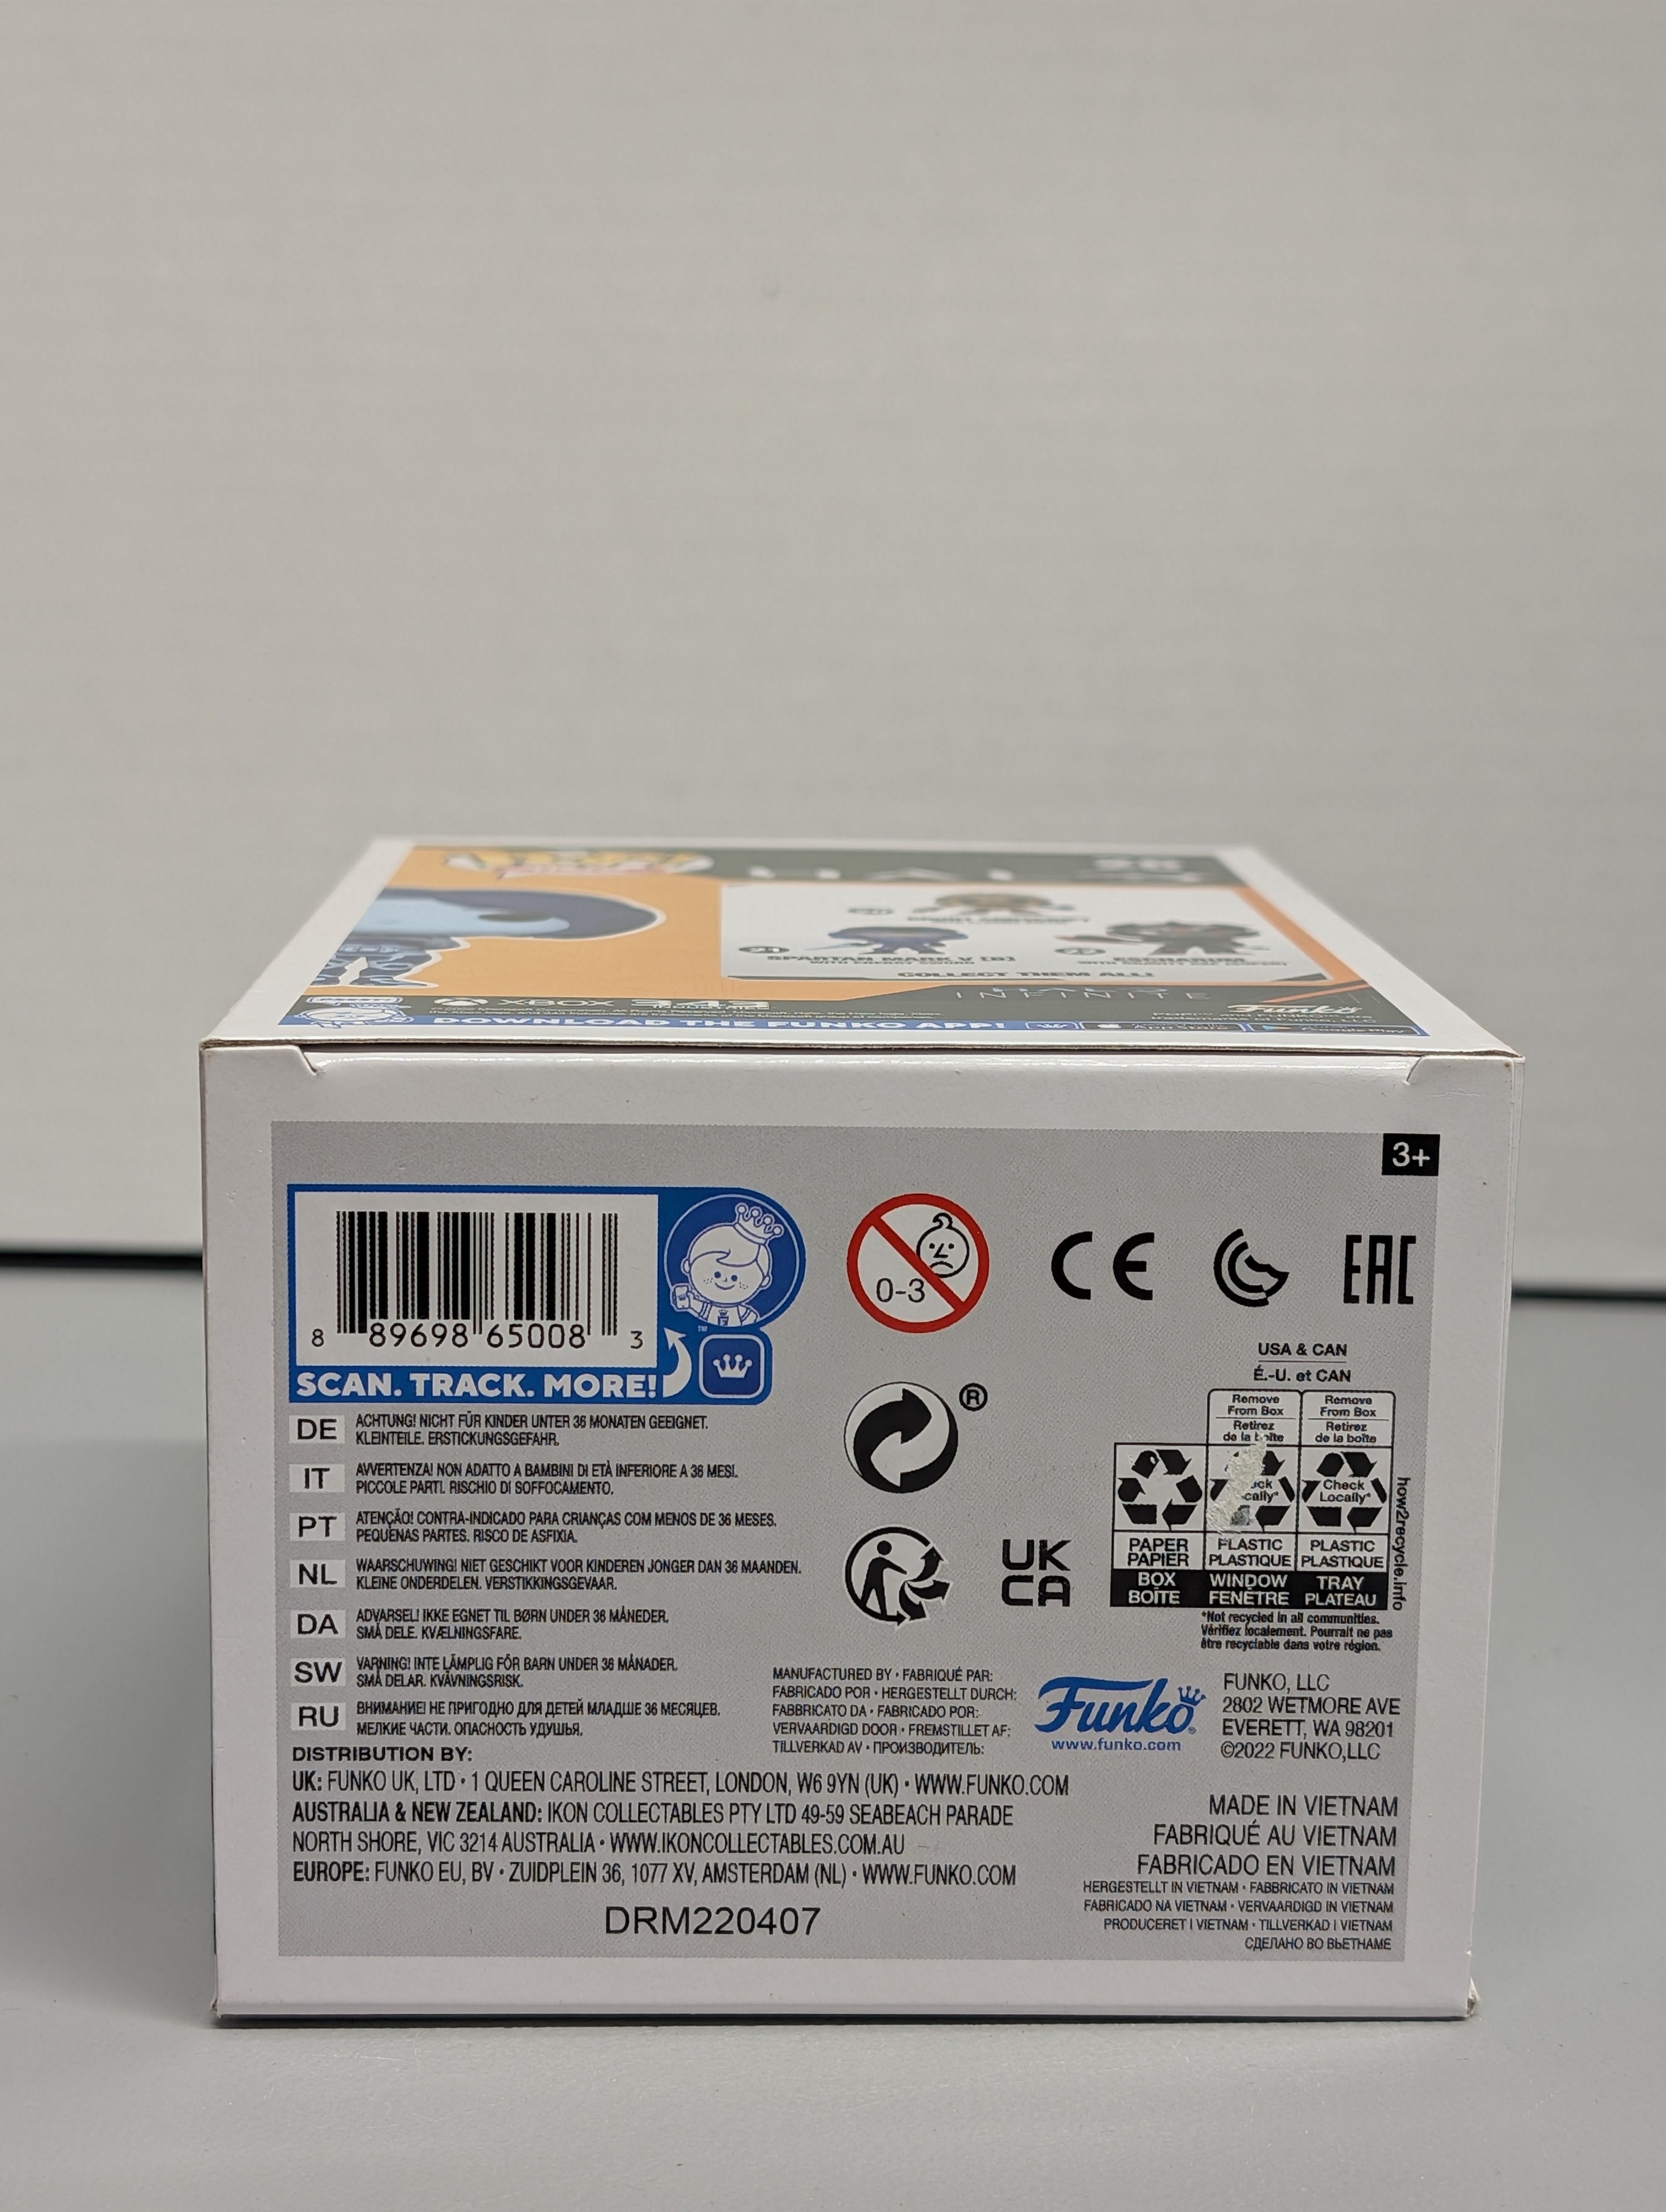 SPARTAN MARK V [B]
WITH ENERGY SWORD
ESCHARUM
COLLECT THEM ALL!
XBOX 343
INFINITE
Funko
DOWNLOAD THE FUNKO APP!
3+
8 89698 65008 3
SCAN. TRACK. MORE!
TM
0-3
CE
EAC
USA & CAN
É.-U. et CAN
Remove
From Box
Retirez
de la boîte
Remove
From Box
Retirez
de la boîte
Check
Locally*
PAPER
PAPIER
PLASTIC
PLASTIQUE
PLASTIC
PLASTIQUE
BOX
BOÎTE
WINDOW
FENÊTRE
TRAY
PLATEAU
how2recycle.info
*Not recycled in all communities.
Vérifiez localement. Pourrait ne pas
être recyclable dans votre région.
®
UK
CA
DE ACHTUNG! NICHT FÜR KINDER UNTER 36 MONATEN GEEIGNET.
KLEINTEILE. ERSTICKUNGSGEFAHR.
IT AVVERTENZA! NON ADATTO A BAMBINI DI ETÀ INFERIORE A 36 MESI.
PICCOLE PARTI. RISCHIO DI SOFFOCAMENTO.
PT ATENÇÃO! CONTRA-INDICADO PARA CRIANÇAS COM MENOS DE 36 MESES.
PEQUENAS PARTES. RISCO DE ASFIXIA.
NL WAARSCHUWING! NIET GESCHIKT VOOR KINDEREN JONGER DAN 36 MAANDEN.
KLEINE ONDERDELEN. VERSTIKKINGSGEVAAR.
DA ADVARSEL! IKKE EGNET TIL BØRN UNDER 36 MÅNEDER.
SMÅ DELE. KVÆLNINGSFARE.
SW VARNING! INTE LÄMPLIG FÖR BARN UNDER 36 MÅNADER.
SMÅ DELAR. KVÄVNINGSRISK.
RU ВНИМАНИЕ! НЕ ПРИГОДНО ДЛЯ ДЕТЕЙ МЛАДШЕ 36 МЕСЯЦЕВ.
МЕЛКИЕ ЧАСТИ. ОПАСНОСТЬ УДУШЬЯ.
MANUFACTURED BY • FABRIQUÉ PAR:
FABRICADO POR • HERGESTELLT DURCH:
FABBRICATO DA • FABRICADO POR:
VERVAARDIGD DOOR • FREMSTILLET AF:
TILLVERKAD AV • ПРОИЗВОДИТЕЛЬ:
Funko®
www.funko.com
FUNKO, LLC
2802 WETMORE AVE
EVERETT, WA 98201
©2022 FUNKO,LLC
DISTRIBUTION BY:
UK: FUNKO UK, LTD • 1 QUEEN CAROLINE STREET, LONDON, W6 9YN (UK) • WWW.FUNKO.COM
AUSTRALIA & NEW ZEALAND: IKON COLLECTABLES PTY LTD 49-59 SEABEACH PARADE
NORTH SHORE, VIC 3214 AUSTRALIA • WWW.IKONCOLLECTABLES.COM.AU
EUROPE: FUNKO EU, BV • ZUIDPLEIN 36, 1077 XV, AMSTERDAM (NL) • WWW.FUNKO.COM
MADE IN VIETNAM
FABRIQUÉ AU VIETNAM
FABRICADO EN VIETNAM
HERGESTELLT IN VIETNAM • FABBRICATO IN VIETNAM
FABRICADO NA VIETNAM • VERVAARDIGD IN VIETNAM
PRODUCERET I VIETNAM • TILLVERKAD I VIETNAM
СДЕЛАНО ВО ВЬЕТНАМЕ
DRM220407